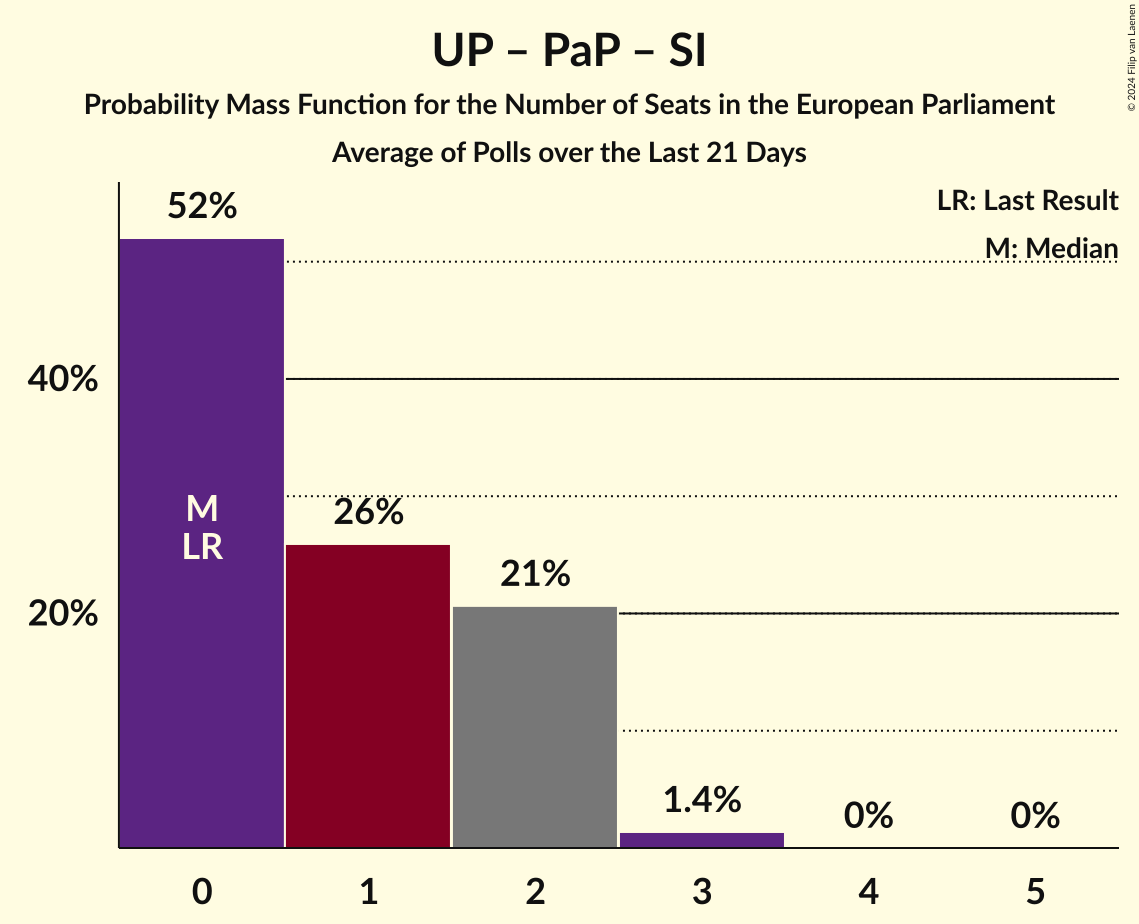 UP – PaP – SI
Probability Mass Function for the Number of Seats in the European Parliament
Average of Polls over the Last 21 Days
© 2024 Filip van Laenen
LR: Last Result
M: Median
52%
40%
M
LR
26%
21%
20%
1.4%
0%
0%
0 1 2 3 4 5